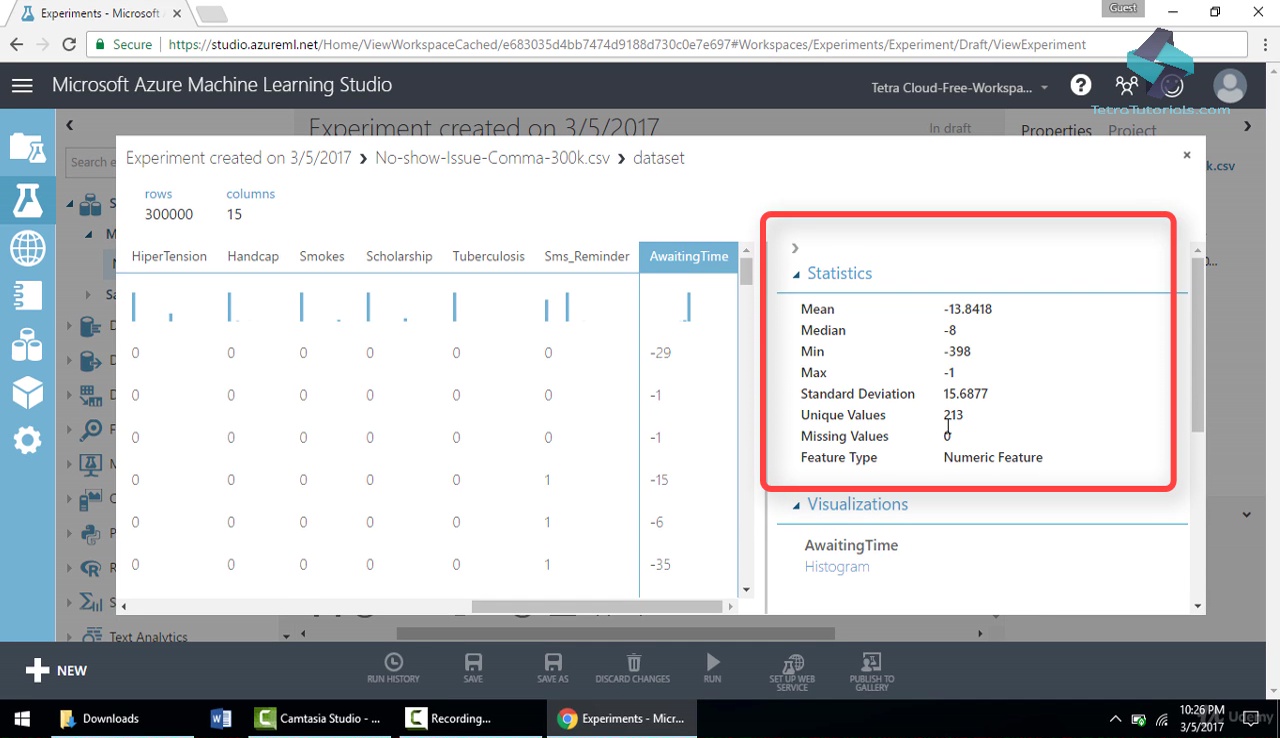 Experiments - Microsoft
Guest
Secure | https://studio.azureml.net/Home/ViewWorkspaceCached/e683035d4bb7474d9188d730c0e7e697#Workspaces/Experiments/Experiment/Draft/ViewExperiment
Microsoft Azure Machine Learning Studio
Tetra Cloud-Free-Workspa...
TetraTutorials.com
Experiment created on 3/5/2017
In draft
Properties Project
Search e
k.csv
Experiment created on 3/5/2017 > No-show-Issue-Comma-300k.csv > dataset
rows columns
300000 15
HiperTension Handcap Smokes Scholarship Tuberculosis Sms_Reminder AwaitingTime
0 0 0 0 0 0 -29
0 0 0 0 0 0 -1
0 0 0 0 0 0 -1
0 0 0 0 0 1 -15
0 0 0 0 0 1 -6
0 0 0 0 0 1 -35
Statistics
Mean -13.8418
Median -8
Min -398
Max -1
Standard Deviation 15.6877
Unique Values 213
Missing Values 0
Feature Type Numeric Feature
Visualizations
AwaitingTime
Histogram
Text Analytics
NEW
RUN HISTORY
SAVE
SAVE AS
DISCARD CHANGES
RUN
SET UP WEB
SERVICE
PUBLISH TO
GALLERY
Downloads
Camtasia Studio - ...
Recording...
Experiments - Micr...
10:26 PM
3/5/2017
Udemy